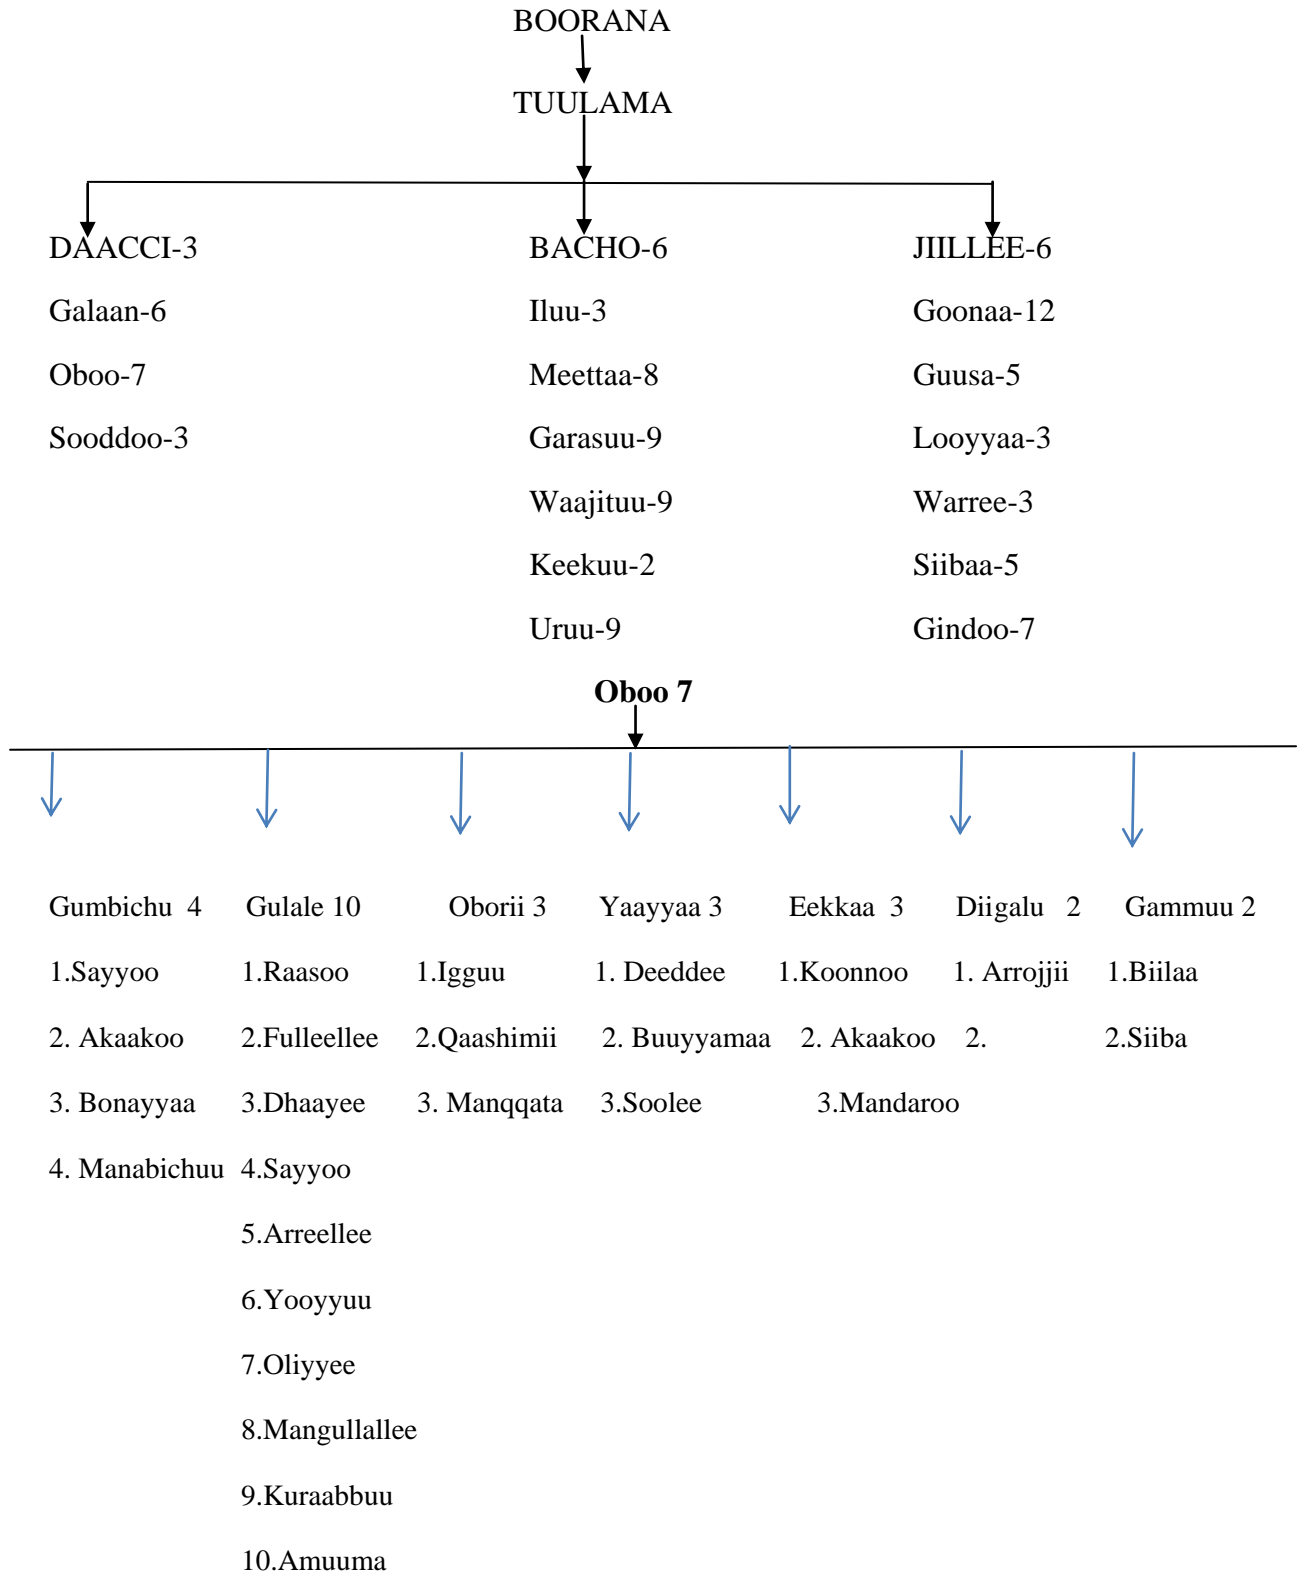 BOORANA
TUULAMA
DAACCI-3 BACHO-6 JIILLEE-6
Galaan-6 Iluu-3 Goonaa-12
Oboo-7 Meettaa-8 Guusa-5
Sooddoo-3 Garasuu-9 Looyyaa-3
Waajituu-9 Warree-3
Keekuu-2 Siibaa-5
Uruu-9 Gindoo-7
Oboo 7
Gumbichu 4 Gulale 10 Oborii 3 Yaayyaa 3 Eekkaa 3 Diigalu 2 Gammuu 2
1.Sayyoo 1.Raasoo 1.Igguu 1. Deeddee 1.Koonnoo 1. Arrojjii 1.Biilaa
2. Akaakoo 2.Fulleellee 2.Qaashimii 2. Buuyyamaa 2. Akaakoo 2. 2.Siiba
3. Bonayyaa 3.Dhaayee 3. Manqqata 3.Soolee 3.Mandaroo
4. Manabichuu 4.Sayyoo
5.Arreellee
6.Yooyyuu
7.Oliyyee
8.Mangullallee
9.Kuraabbuu
10.Amuuma